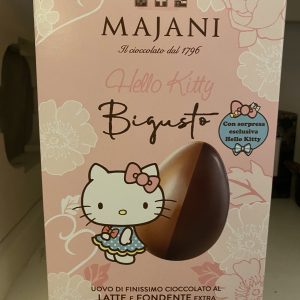 MAJANI
Il cioccolato dal 1796
Hello Kitty
Bigusto
Con sorpresa
esclusiva
Hello Kitty
UOVO DI FINISSIMO CIOCCOLATO AL
LATTE E FONDENTE EXTRA